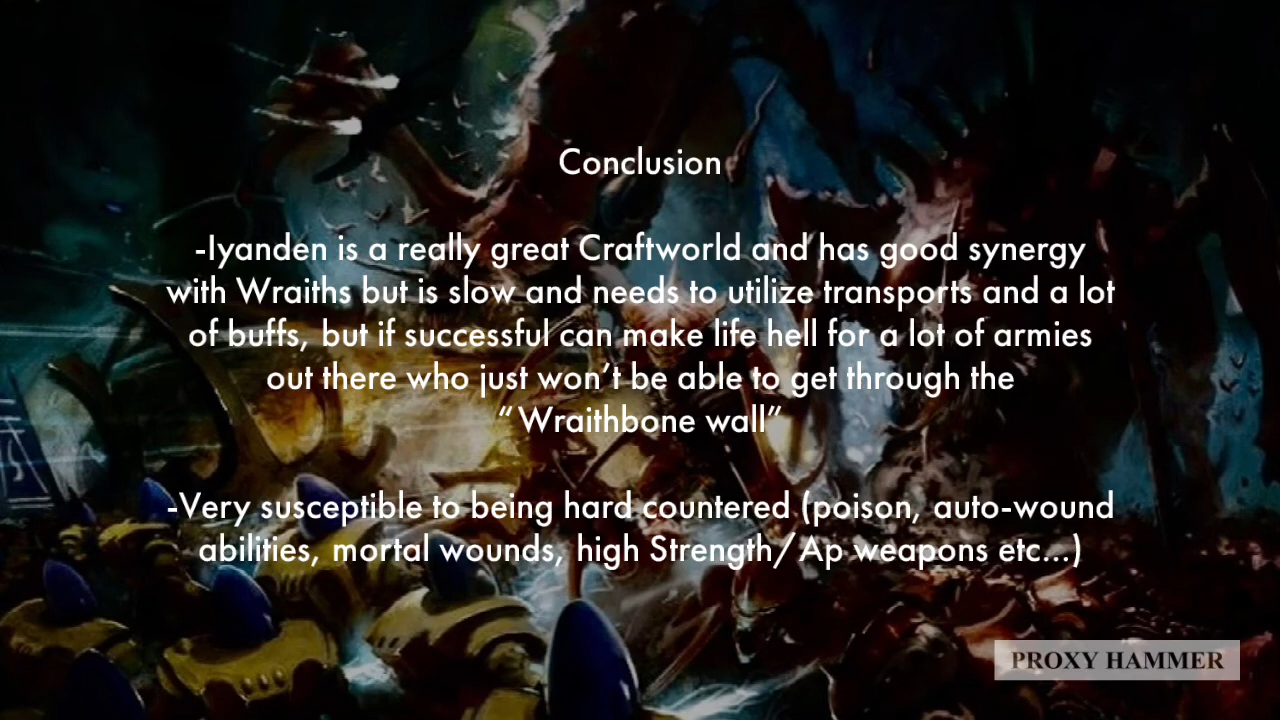 Conclusion
-Iyanden is a really great Craftworld and has good synergy
with Wraiths but is slow and needs to utilize transports and a lot
of buffs, but if successful can make life hell for a lot of armies
out there who just won’t be able to get through the
“Wraithbone wall”
-Very susceptible to being hard countered (poison, auto-wound
abilities, mortal wounds, high Strength/Ap weapons etc...)
PROXY HAMMER